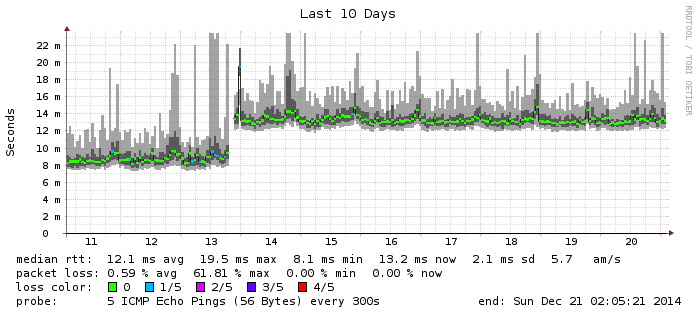 Last 10 Days
RRDTOOL / TOBI OETIKER
Seconds
22 m
20 m
18 m
16 m
14 m
12 m
10 m
8 m
6 m
4 m
2 m
0
11 12 13 14 15 16 17 18 19 20
median rtt: 12.1 ms avg 19.5 ms max 8.1 ms min 13.2 ms now 2.1 ms sd 5.7 am/s
packet loss: 0.59 % avg 61.81 % max 0.00 % min 0.00 % now
loss color: 0 1/5 2/5 3/5 4/5
probe: 5 ICMP Echo Pings (56 Bytes) every 300s end: Sun Dec 21 02:05:21 2014